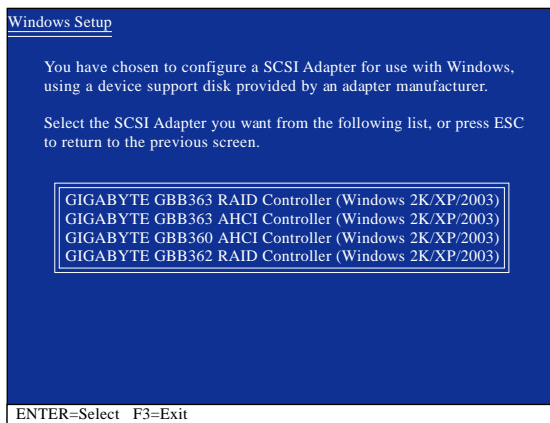 Windows Setup
You have chosen to configure a SCSI Adapter for use with Windows,
using a device support disk provided by an adapter manufacturer.
Select the SCSI Adapter you want from the following list, or press ESC
to return to the previous screen.
GIGABYTE GBB363 RAID Controller (Windows 2K/XP/2003)
GIGABYTE GBB363 AHCI Controller (Windows 2K/XP/2003)
GIGABYTE GBB360 AHCI Controller (Windows 2K/XP/2003)
GIGABYTE GBB362 RAID Controller (Windows 2K/XP/2003)
ENTER=Select F3=Exit